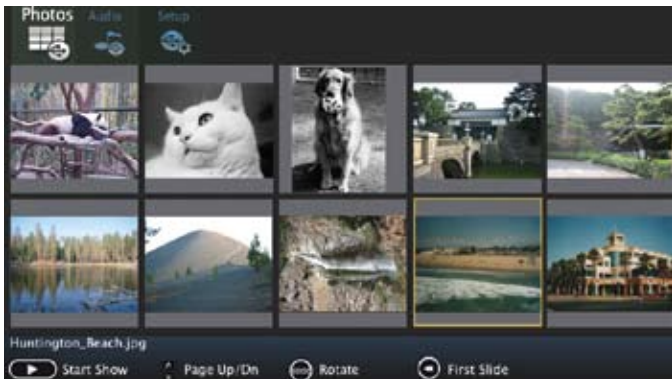 Photos Audio Setup
Huntington_Beach.jpg
Start Show Page Up/Dn Rotate First Slide